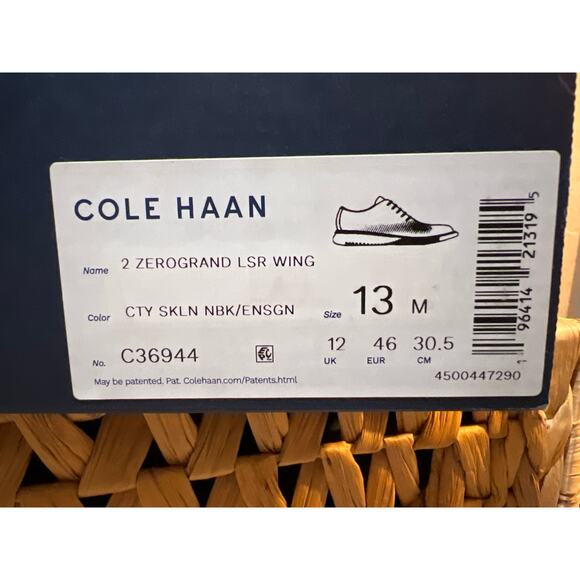 COLE HAAN
Name 2 ZEROGRAND LSR WING
Color CTY SKLN NBK/ENSGN
Size 13 M
No. C36944
12 46 30.5
UK EUR CM
May be patented. Pat. Colehaan.com/Patents.html
4500447290
1 96414 21319 5